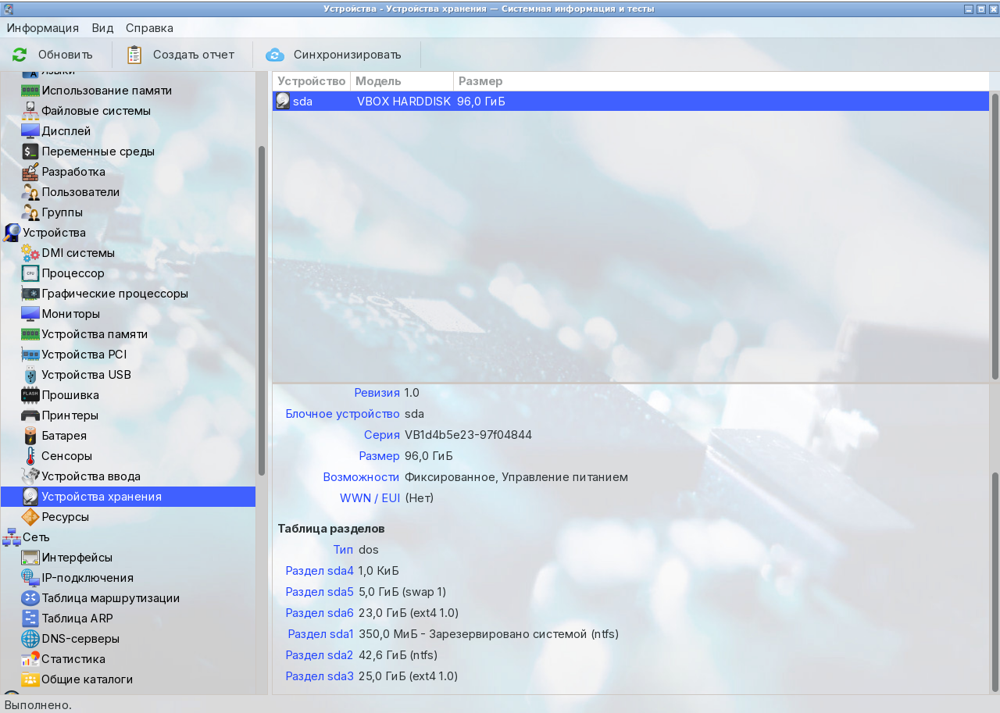 Устройства - Устройства хранения — Системная информация и тесты
Информация Вид Справка
Обновить Создать отчет Синхронизировать
Языки
Использование памяти
Файловые системы
Дисплей
Переменные среды
Разработка
Пользователи
Группы
Устройства
DMI системы
Процессор
Графические процессоры
Мониторы
Устройства памяти
Устройства PCI
Устройства USB
Прошивка
Принтеры
Батарея
Сенсоры
Устройства ввода
Устройства хранения
Ресурсы
Сеть
Интерфейсы
IP-подключения
Таблица маршрутизации
Таблица ARP
DNS-серверы
Статистика
Общие каталоги
Устройство Модель Размер
sda VBOX HARDDISK 96,0 ГиБ
Ревизия 1.0
Блочное устройство sda
Серия VB1d4b5e23-97f04844
Размер 96,0 ГиБ
Возможности Фиксированное, Управление питанием
WWN / EUI (Нет)
Таблица разделов
Тип dos
Раздел sda4 1,0 КиБ
Раздел sda5 5,0 ГиБ (swap 1)
Раздел sda6 23,0 ГиБ (ext4 1.0)
Раздел sda1 350,0 МиБ - Зарезервировано системой (ntfs)
Раздел sda2 42,6 ГиБ (ntfs)
Раздел sda3 25,0 ГиБ (ext4 1.0)
Выполнено.